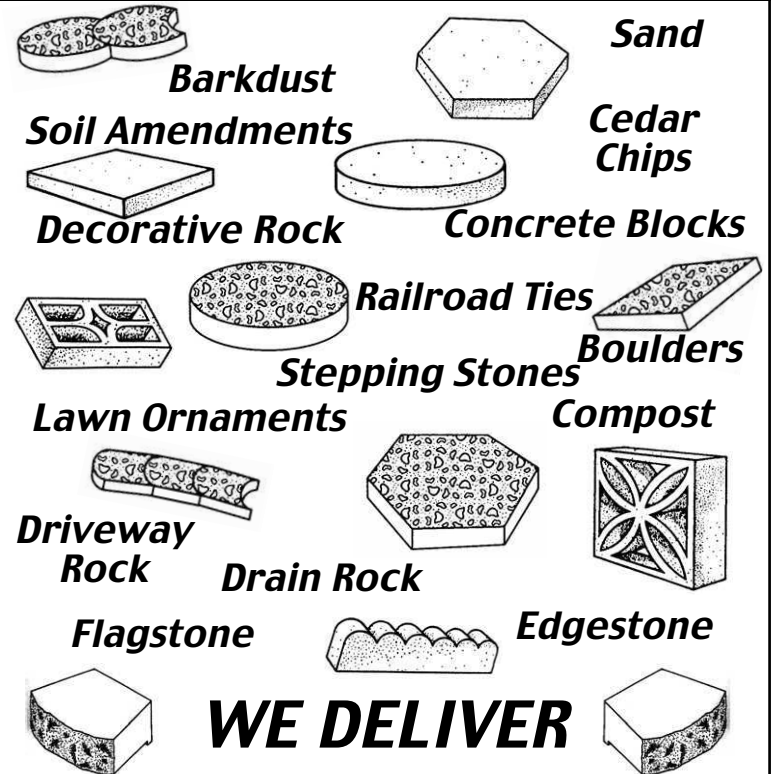 Sand
Barkdust
Soil Amendments
Cedar
Chips
Decorative Rock
Concrete Blocks
Railroad Ties
Boulders
Stepping Stones
Lawn Ornaments
Compost
Driveway
Rock
Drain Rock
Flagstone
Edgestone
WE DELIVER